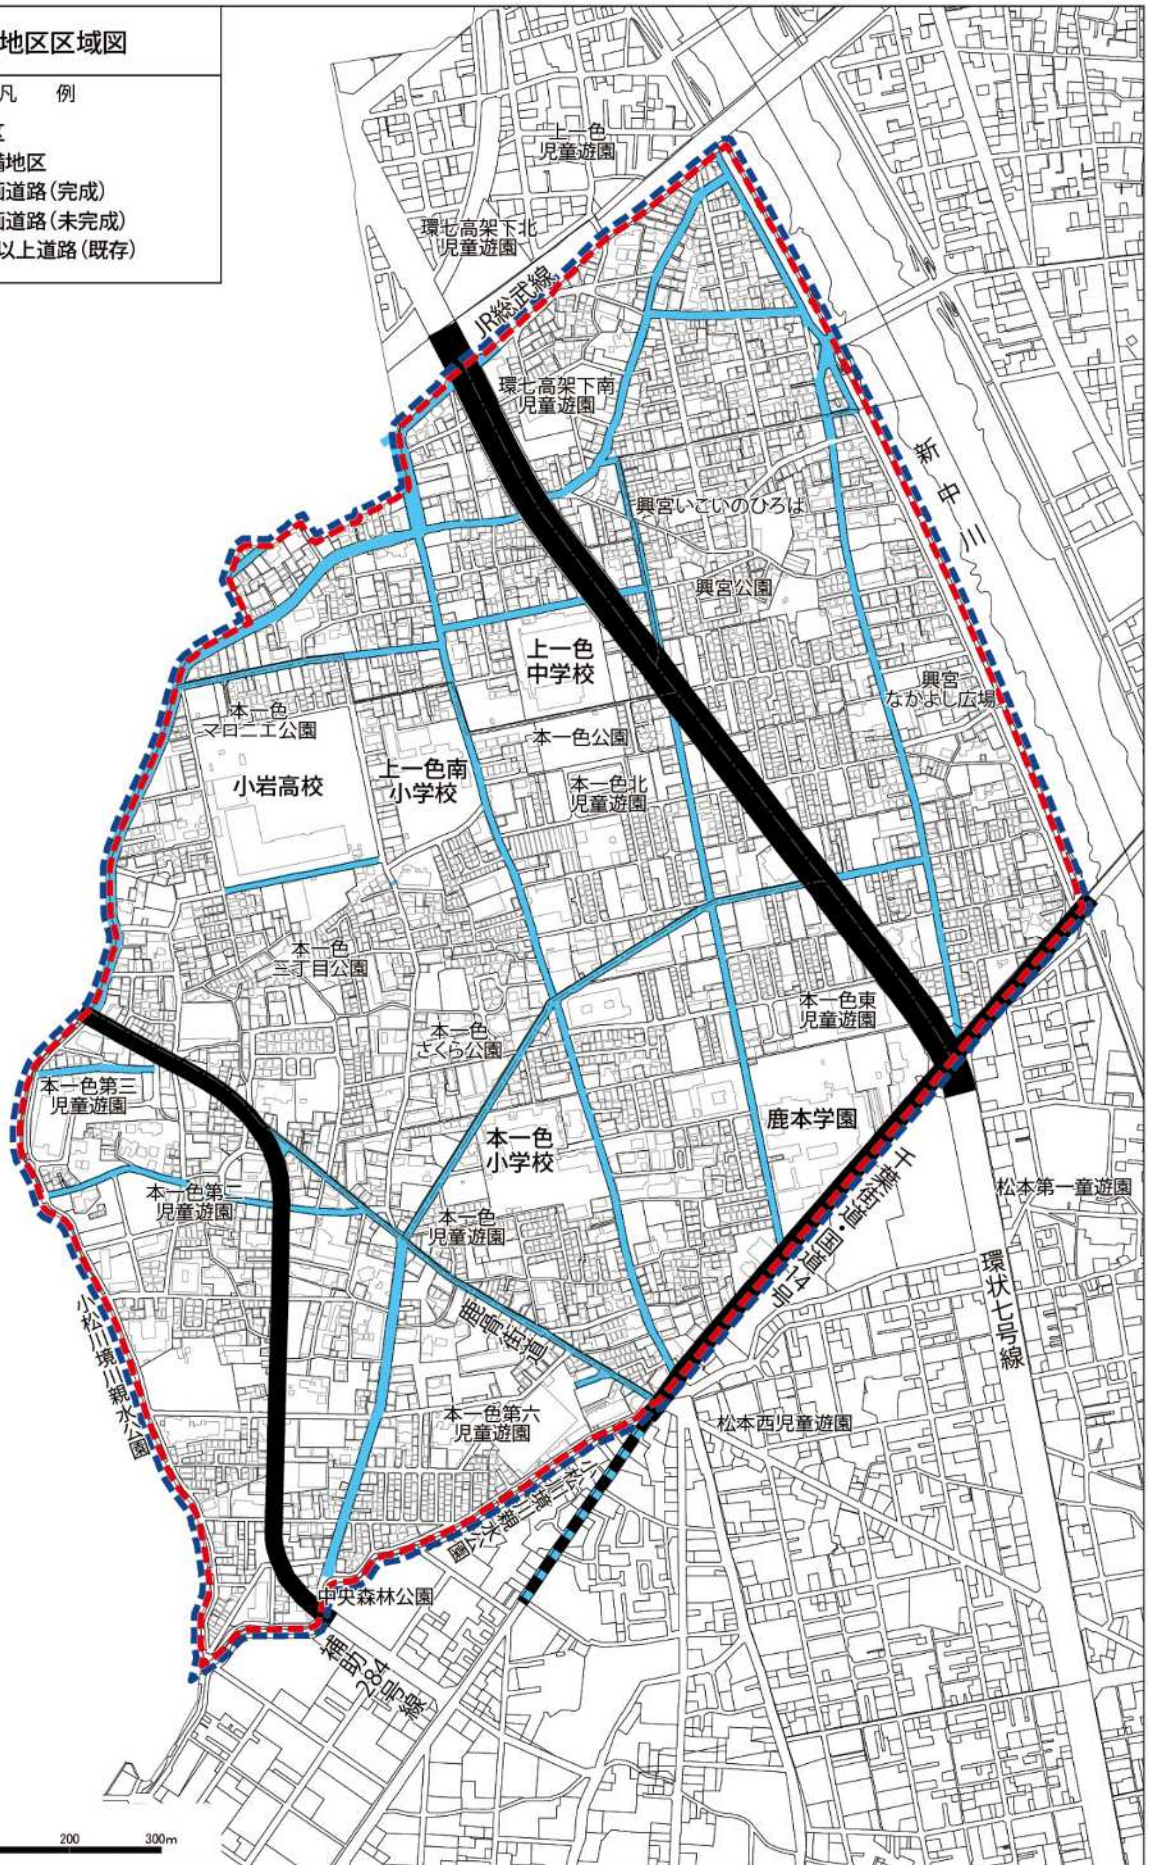 地区区域図
凡　例
区
備地区
画道路(完成)
画道路(未完成)
以上道路(既存)
上一色
児童遊園
環七高架下北
児童遊園
JR総武線
環七高架下南
児童遊園
新中川
興宮いこいのひろば
興宮公園
上一色
中学校
興宮
なかよし広場
本一色
マロニエ公園
本一色公園
上一色南
小学校
小岩高校
本一色北
児童遊園
本一色
三丁目公園
本一色東
児童遊園
本一色
さくら公園
本一色第三
児童遊園
鹿本学園
本一色
小学校
千葉街道・国道14号
松本第一童遊園
本一色第二
児童遊園
本一色
児童遊園
環状七号線
小松川境川親水公園
鹿骨街道
本一色第六
児童遊園
松本西児童遊園
小松川境川親水公園
中央森林公園
補助
284
号線
200
300m